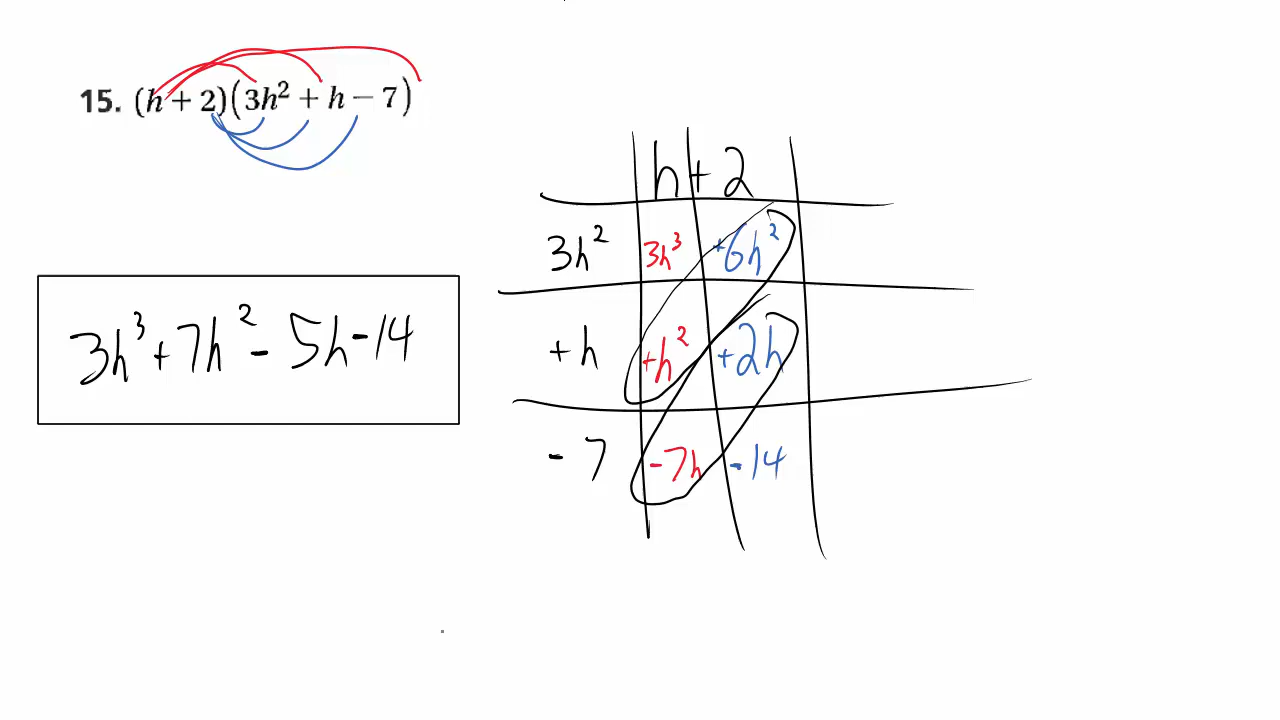 15. (h + 2)(3h² + h − 7)
h + 2
3h² 3h³ +6h²
+h +h² +2h
-7 -7h -14
3h³ + 7h² - 5h - 14